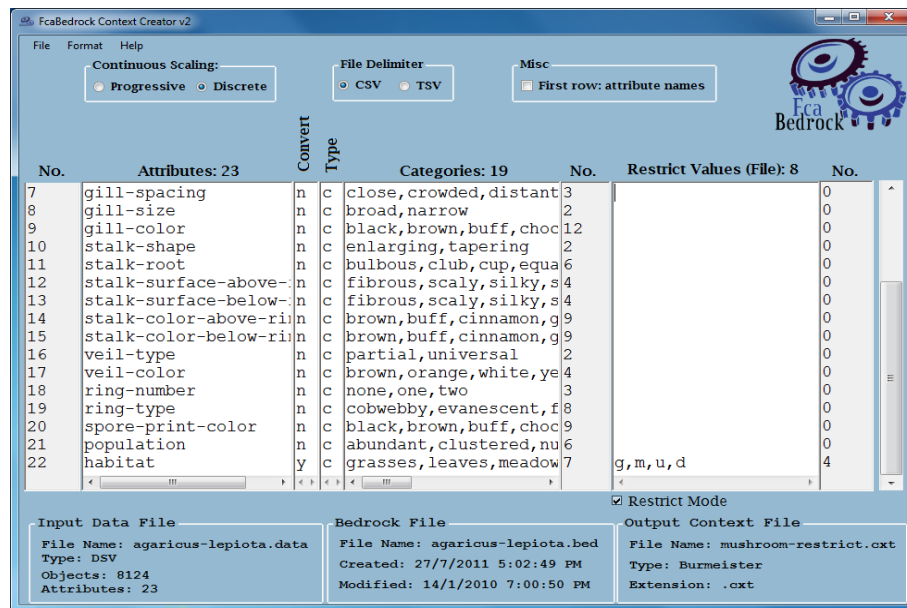 FcaBedrock Context Creator v2
File Format Help
Continuous Scaling: File Delimiter Misc
Progressive Discrete CSV TSV First row: attribute names
Fca
Bedrock
No. Attributes: 23 Convert Type Categories: 19 No. Restrict Values (File): 8 No.
7 gill-spacing n c close,crowded,distant 3 0
8 gill-size n c broad,narrow 2 0
9 gill-color n c black,brown,buff,choc 12 0
10 stalk-shape n c enlarging,tapering 2 0
11 stalk-root n c bulbous,club,cup,equa 6 0
12 stalk-surface-above- n c fibrous,scaly,silky,s 4 0
13 stalk-surface-below- n c fibrous,scaly,silky,s 4 0
14 stalk-color-above-ri n c brown,buff,cinnamon,g 9 0
15 stalk-color-below-ri n c brown,buff,cinnamon,g 9 0
16 veil-type n c partial,universal 2 0
17 veil-color n c brown,orange,white,ye 4 0
18 ring-number n c none,one,two 3 0
19 ring-type n c cobwebby,evanescent,f 8 0
20 spore-print-color n c black,brown,buff,choc 9 0
21 population n c abundant,clustered,nu 6 0
22 habitat y c grasses,leaves,meadow 7 g,m,u,d 4
Restrict Mode
Input Data File Bedrock File Output Context File
File Name: agaricus-lepiota.data File Name: agaricus-lepiota.bed File Name: mushroom-restrict.cxt
Type: DSV Created: 27/7/2011 5:02:49 PM Type: Burmeister
Objects: 8124
Attributes: 23 Modified: 14/1/2010 7:00:50 PM Extension: .cxt